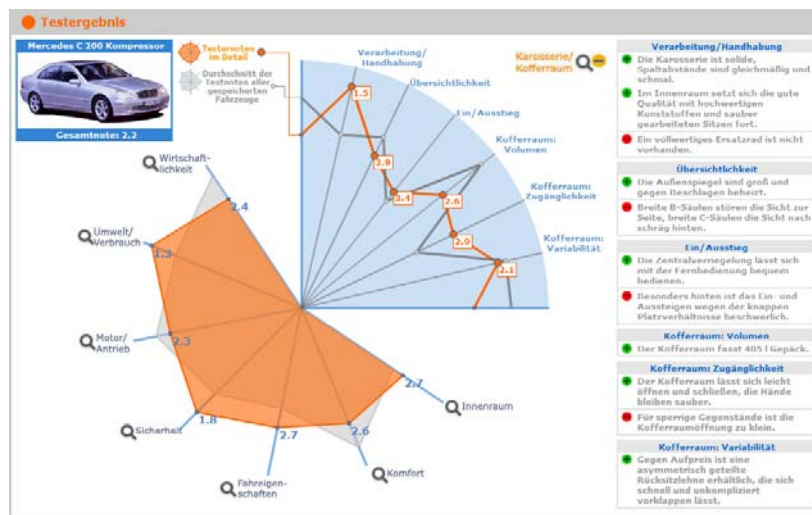 Testergebnis
Mercedes C 200 Kompressor
Gesamtnote: 2.2
Testernoten
im Detail
Durchschnitt der
Testnoten aller
gespeicherten
Fahrzeuge
Verarbeitung/
Handhabung
Übersichtlichkeit
Ein/Ausstieg
Kofferraum:
Volumen
Kofferraum:
Zugänglichkeit
Kofferraum:
Variabilität
Karosserie/
Kofferraum
1.5
2.9
3.4
2.6
2.9
2.1
Wirtschaft-
lichkeit
2.4
Umwelt/
Verbrauch
1.3
Motor/
Antrieb
2.3
Sicherheit
1.8
Fahreigen-
schaften
2.7
Komfort
2.6
Innenraum
2.7
Verarbeitung/Handhabung
Die Karosserie ist solide,
Spaltabstände sind gleichmäßig und
schmal.
Im Innenraum setzt sich die gute
Qualität mit hochwertigen
Kunststoffen und sauber
gearbeiteten Sitzen fort.
Ein vollwertiges Ersatzrad ist nicht
vorhanden.
Übersichtlichkeit
Die Außenspiegel sind groß und
gegen Beschlagen beheizt.
Breite B-Säulen stören die Sicht zur
Seite, breite C-Säulen die Sicht nach
schräg hinten.
Ein/Ausstieg
Die Zentralverriegelung lässt sich
mit der Fernbedienung bequem
bedienen.
Besonders hinten ist das Ein- und
Aussteigen wegen der knappen
Platzverhältnisse beschwerlich.
Kofferraum: Volumen
Der Kofferraum fasst 405 l Gepäck.
Kofferraum: Zugänglichkeit
Der Kofferraum lässt sich leicht
öffnen und schließen, die Hände
bleiben sauber.
Für sperrige Gegenstände ist die
Kofferraumöffnung zu klein.
Kofferraum: Variabilität
Gegen Aufpreis ist eine
asymmetrisch geteilte
Rücksitzlehne erhältlich, die sich
schnell und unkompliziert
vorklappen lässt.